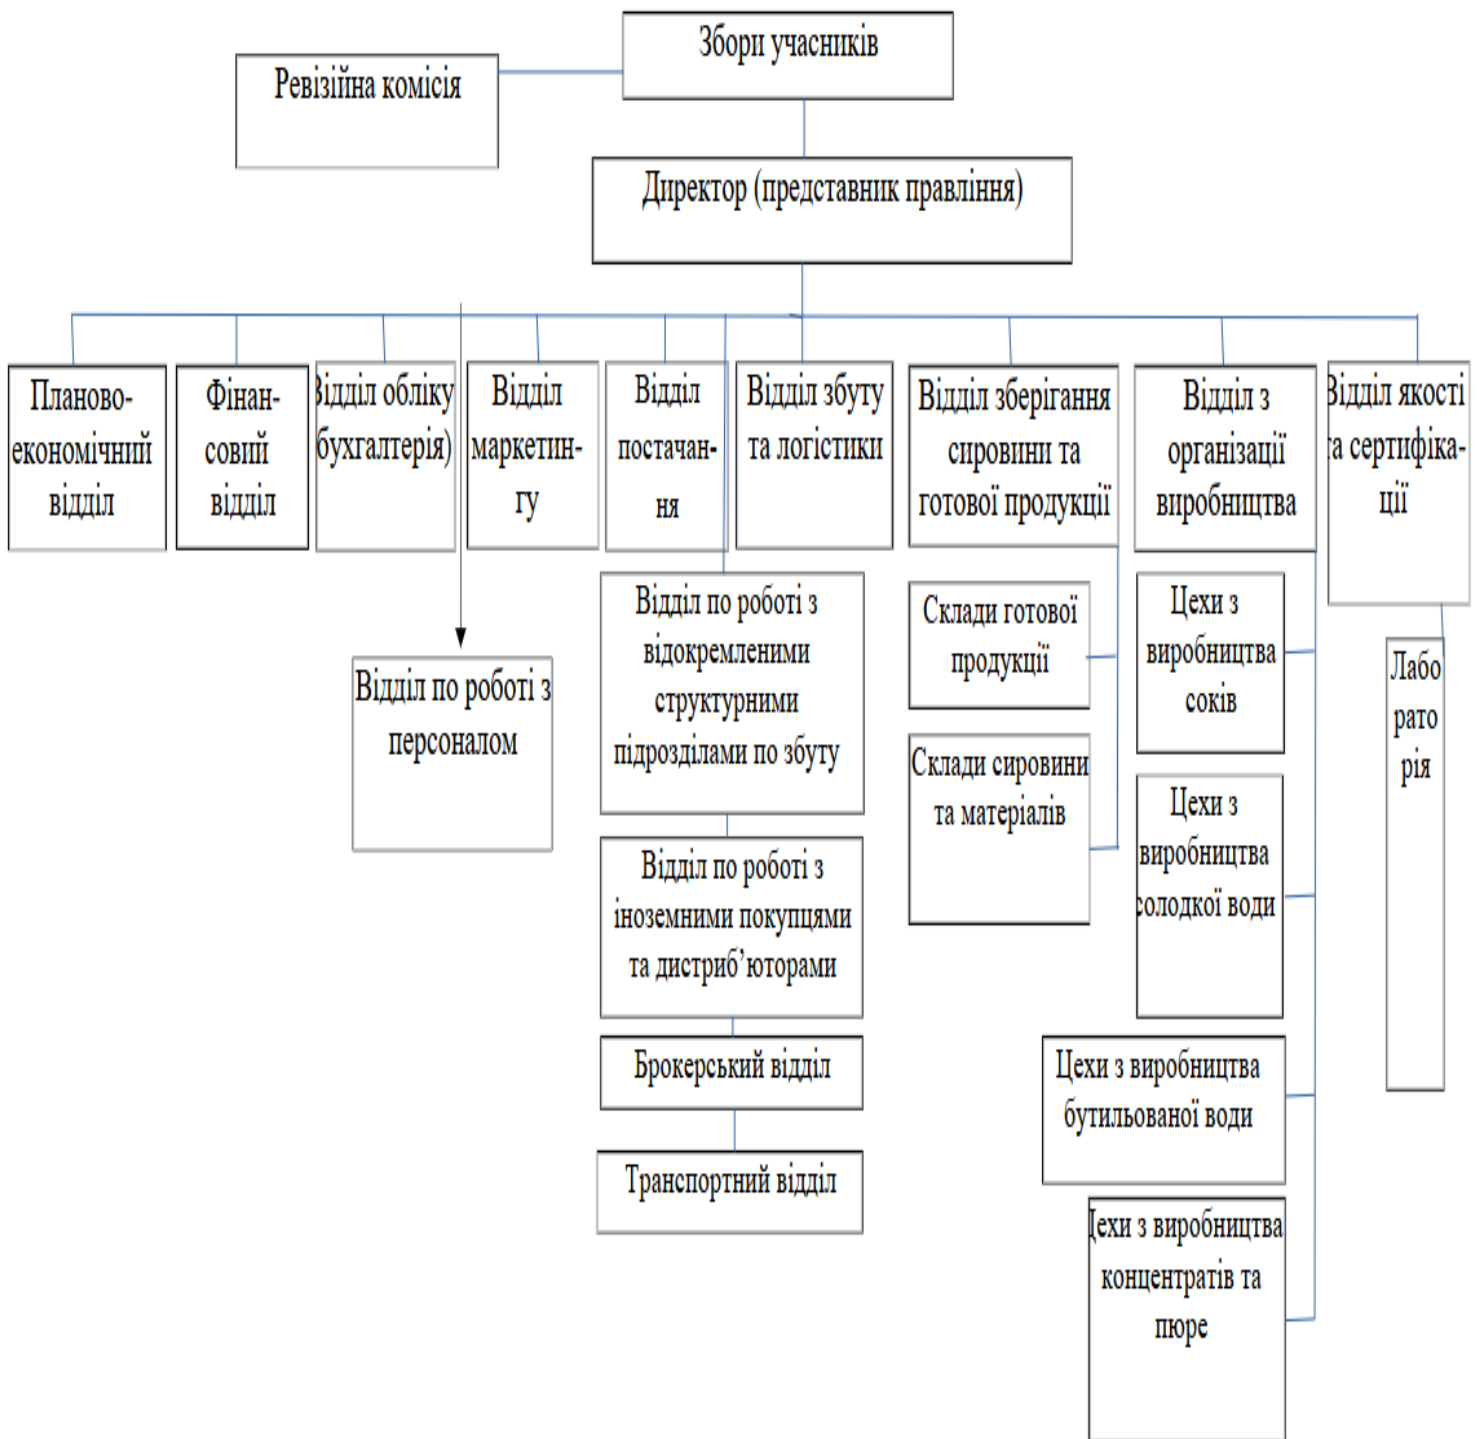 Збори учасників
Ревізійна комісія
Директор (представник правління)
Планово-
економічний
відділ
Фінан-
совий
відділ
Відділ обліку
бухгалтерія)
Відділ
маркетин-
гу
Відділ
постачан-
ня
Відділ збуту
та логістики
Відділ зберігання
сировини та
готової продукції
Відділ з
організації
виробництва
Відділ якості
та сертифіка-
ції
Відділ по роботі з
персоналом
Відділ по роботі з
відокремленими
структурними
підрозділами по збуту
Відділ по роботі з
іноземними покупцями
та дистриб’юторами
Брокерський відділ
Транспортний відділ
Склади готової
продукції
Склади сировини
та матеріалів
Цехи з
виробництва
соків
Цехи з
виробництва
солодкої води
Цехи з виробництва
бутильованої води
Цехи з виробництва
концентратів та
пюре
Лабо
рато
рія